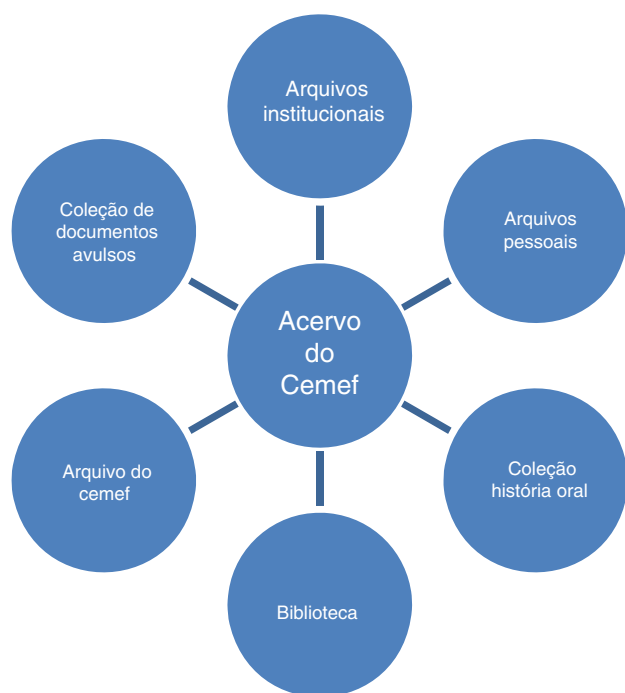 Arquivos
institucionais
Coleção de
documentos
avulsos
Arquivos
pessoais
Acervo
do
Cemef
Arquivo do
cemef
Coleção
história oral
Biblioteca